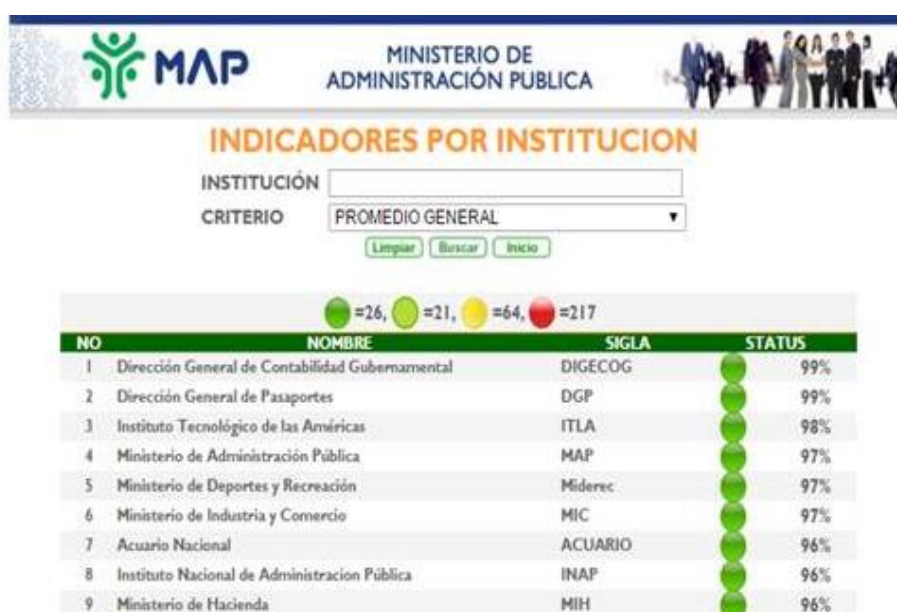 MAP
MINISTERIO DE
ADMINISTRACIÓN PUBLICA
INDICADORES POR INSTITUCION
INSTITUCIÓN
CRITERIO PROMEDIO GENERAL
Limpiar Buscar Inicio
=26, =21, =64, =217
NO NOMBRE SIGLA STATUS
1 Dirección General de Contabilidad Gubernamental DIGECOG 99%
2 Dirección General de Pasaportes DGP 99%
3 Instituto Tecnológico de las Américas ITLA 98%
4 Ministerio de Administración Pública MAP 97%
5 Ministerio de Deportes y Recreación Miderec 97%
6 Ministerio de Industria y Comercio MIC 97%
7 Acuario Nacional ACUARIO 96%
8 Instituto Nacional de Administracion Pública INAP 96%
9 Ministerio de Hacienda MIH 96%